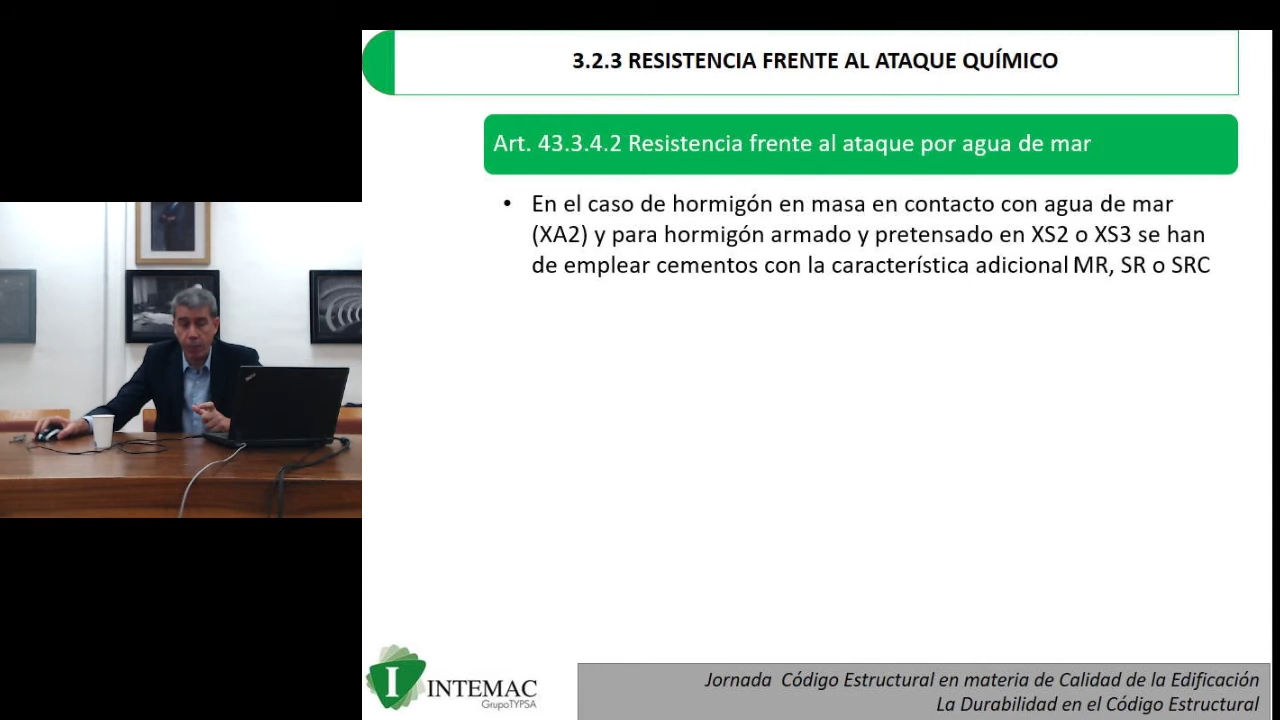 3.2.3 RESISTENCIA FRENTE AL ATAQUE QUÍMICO
Art. 43.3.4.2 Resistencia frente al ataque por agua de mar
• En el caso de hormigón en masa en contacto con agua de mar
(XA2) y para hormigón armado y pretensado en XS2 o XS3 se han
de emplear cementos con la característica adicional MR, SR o SRC
I INTEMAC
GrupoTYPSA
Jornada Código Estructural en materia de Calidad de la Edificación
La Durabilidad en el Código Estructural